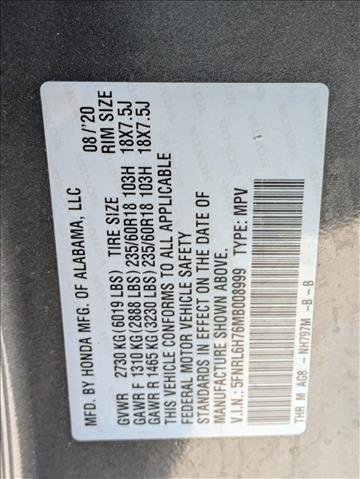 MFD. BY HONDA MFG. OF ALABAMA, LLC 08/'20
TIRE SIZE RIM SIZE
GVWR 2730 KG (6019 LBS)
GAWR F 1310 KG (2888 LBS) 235/60R18 103H 18X7.5J
GAWR R 1465 KG (3230 LBS) 235/60R18 103H 18X7.5J
THIS VEHICLE CONFORMS TO ALL APPLICABLE
FEDERAL MOTOR VEHICLE SAFETY
STANDARDS IN EFFECT ON THE DATE OF
MANUFACTURE SHOWN ABOVE.
V.I.N.: 5FNRL6H76MB008999 TYPE: MPV
THR M AG8 - NH797M -B -B